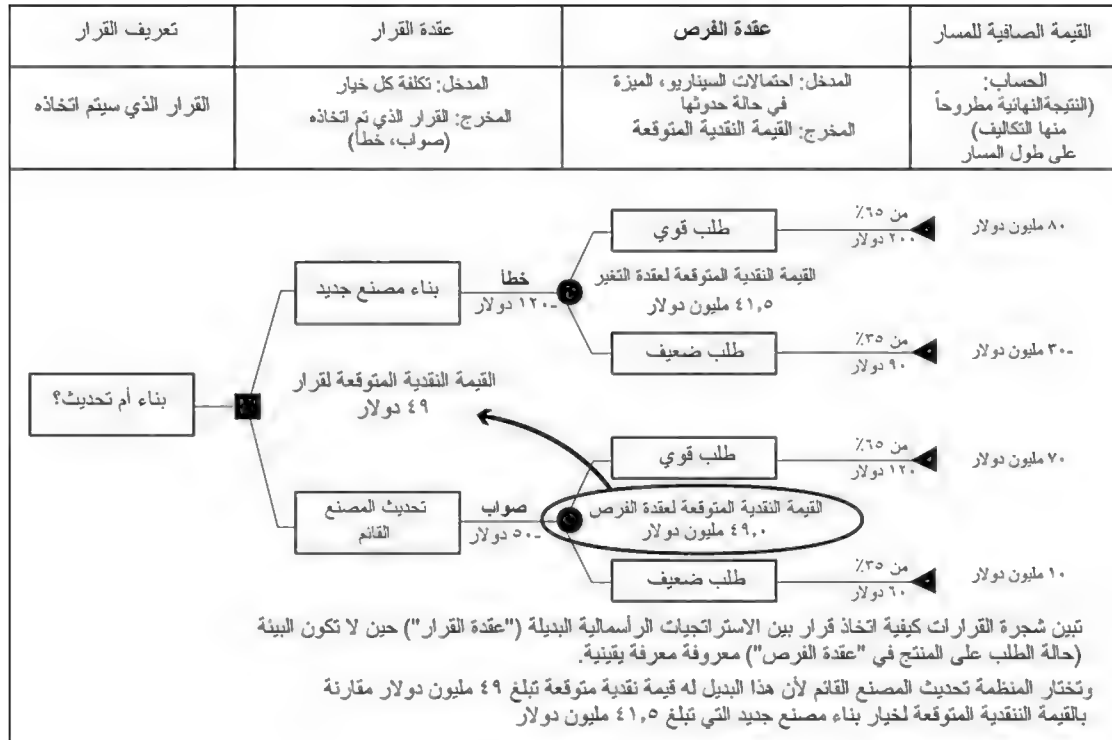 تعريف القرار
عقدة القرار
عقدة الفرص
القيمة الصافية للمسار
القرار الذي سيتم اتخاذه
المدخل: تكلفة كل خيار
المخرج: القرار الذي تم اتخاذه
(صواب، خطأ)
المدخل: احتمالات السيناريو، الميزة
في حالة حدوثها
المخرج: القيمة النقدية المتوقعة
الحساب:
(النتيجةالنهائية مطروحاً
منها التكاليف)
على طول المسار
بناء أم تحديث؟
بناء مصنع جديد
خطأ
-١٢٠ دولار
طلب قوي
من ٦٥٪
٢٠٠ دولار
٨٠ مليون دولار
القيمة النقدية المتوقعة لعقدة التغير
٤١,٥ مليون دولار
طلب ضعيف
من ٣٥٪
٩٠ دولار
-٣٠ مليون دولار
القيمة النقدية المتوقعة لقرار
٤٩ دولار
تحديث المصنع
القائم
صواب
-٥٠ دولار
طلب قوي
من ٦٥٪
١٢٠ دولار
٧٠ مليون دولار
القيمة النقدية المتوقعة لعقدة الفرص
٤٩,٠ مليون دولار
طلب ضعيف
من ٣٥٪
٦٠ دولار
١٠ مليون دولار
تبين شجرة القرارات كيفية اتخاذ قرار بين الاستراتجيات الرأسمالية البديلة ("عقدة القرار") حين لا تكون البيئة
(حالة الطلب على المنتج في "عقدة الفرص") معروفة معرفة يقينية.
وتختار المنظمة تحديث المصنع القائم لأن هذا البديل له قيمة نقدية متوقعة تبلغ ٤٩ مليون دولار مقارنة
بالقيمة الننقدية المتوقعة لخيار بناء مصنع جديد التي تبلغ ٤١,٥ مليون دولار